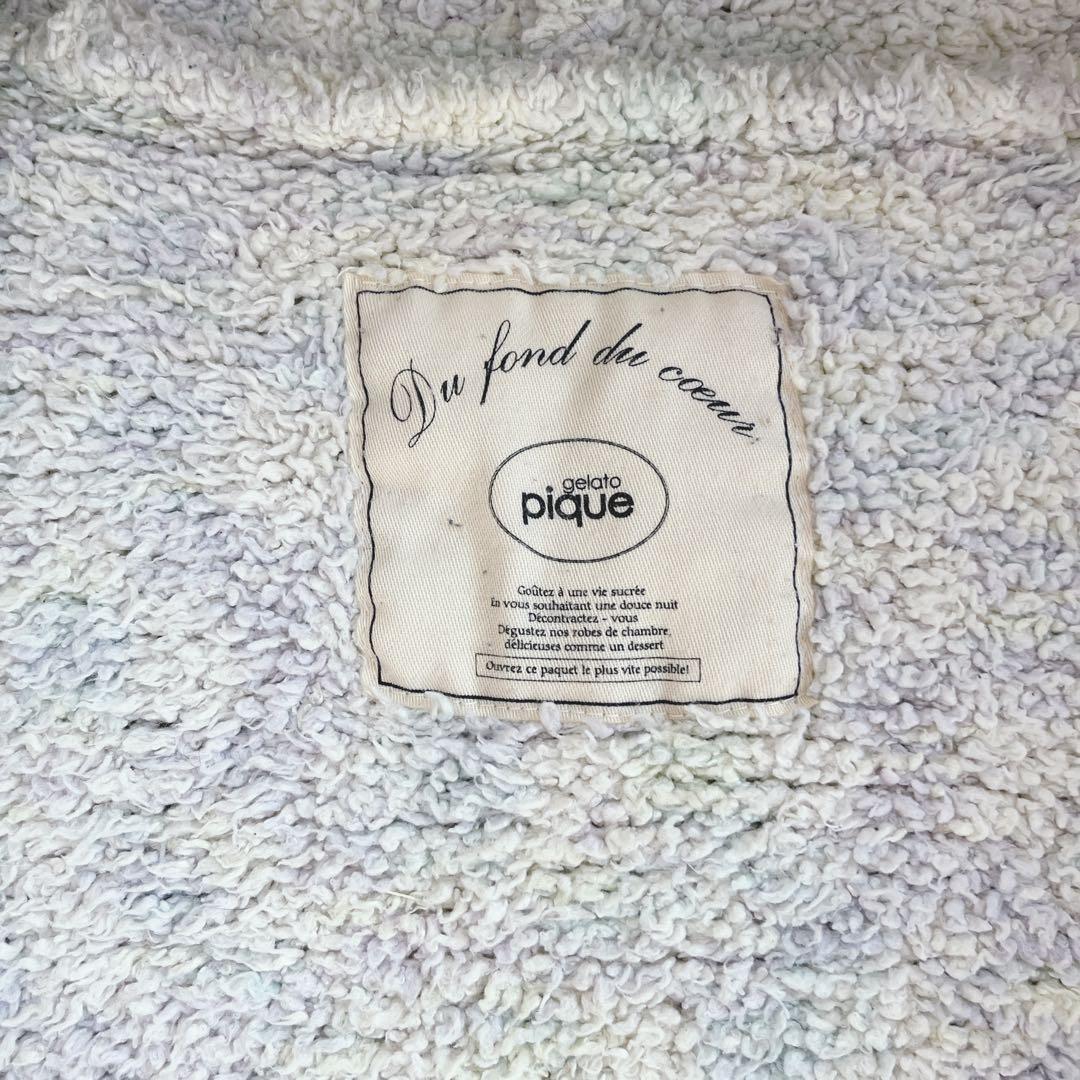 Du fond du cœur
gelato
pique
Goûtez à une vie sucrée
En vous souhaitant une douce nuit
Décontractez - vous
Dégustez nos robes de chambre,
délicieuses comme un dessert
Ouvrez ce paquet le plus vite possible!